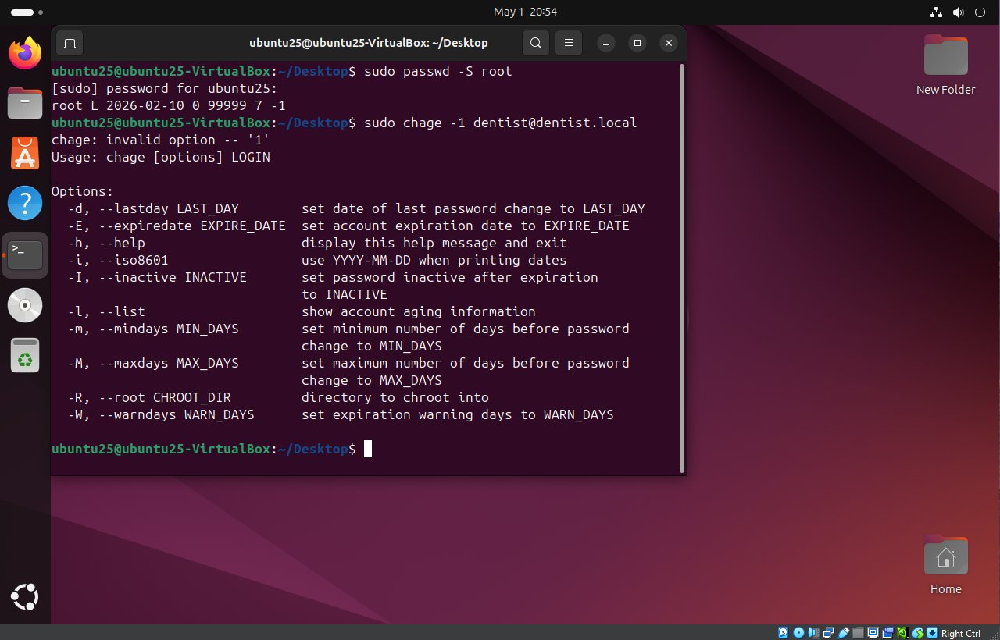 May 1 20:54
ubuntu25@ubuntu25-VirtualBox: ~/Desktop
ubuntu25@ubuntu25-VirtualBox:~/Desktop$ sudo passwd -S root
[sudo] password for ubuntu25:
root L 2026-02-10 0 99999 7 -1
ubuntu25@ubuntu25-VirtualBox:~/Desktop$ sudo chage -1 dentist@dentist.local
chage: invalid option -- '1'
Usage: chage [options] LOGIN

Options:
  -d, --lastday LAST_DAY        set date of last password change to LAST_DAY
  -E, --expiredate EXPIRE_DATE  set account expiration date to EXPIRE_DATE
  -h, --help                    display this help message and exit
  -i, --iso8601                 use YYYY-MM-DD when printing dates
  -I, --inactive INACTIVE       set password inactive after expiration
                                to INACTIVE
  -l, --list                    show account aging information
  -m, --mindays MIN_DAYS        set minimum number of days before password
                                change to MIN_DAYS
  -M, --maxdays MAX_DAYS        set maximum number of days before password
                                change to MAX_DAYS
  -R, --root CHROOT_DIR         directory to chroot into
  -W, --warndays WARN_DAYS      set expiration warning days to WARN_DAYS

ubuntu25@ubuntu25-VirtualBox:~/Desktop$
New Folder
Home
Right Ctrl